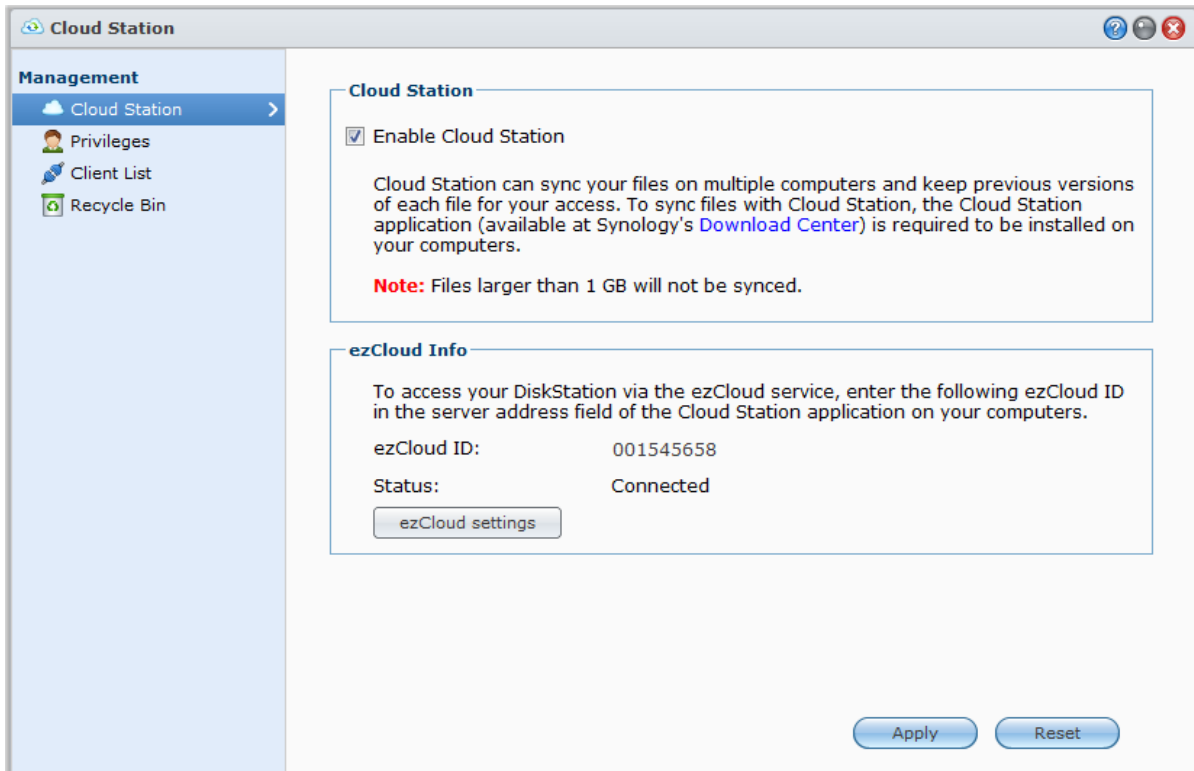 Cloud Station
Management
Cloud Station
Privileges
Client List
Recycle Bin
Cloud Station
Enable Cloud Station
Cloud Station can sync your files on multiple computers and keep previous versions
of each file for your access. To sync files with Cloud Station, the Cloud Station
application (available at Synology's Download Center) is required to be installed on
your computers.
Note: Files larger than 1 GB will not be synced.
ezCloud Info
To access your DiskStation via the ezCloud service, enter the following ezCloud ID
in the server address field of the Cloud Station application on your computers.
ezCloud ID: 001545658
Status: Connected
ezCloud settings
Apply Reset